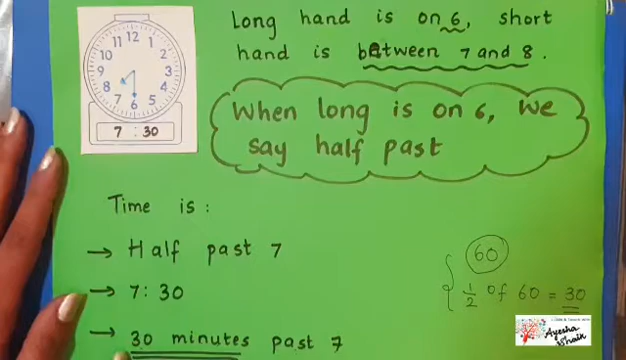 Long hand is on 6, short
hand is between 7 and 8.
12
11 1
10 2
9 3
8 4
7 5
6
7 : 30
When long is on 6, we
say half past
Time is :
→ Half past 7
→ 7: 30
→ 30 minutes past 7
60
1/2 of 60 = 30
Ayesha
Shaik